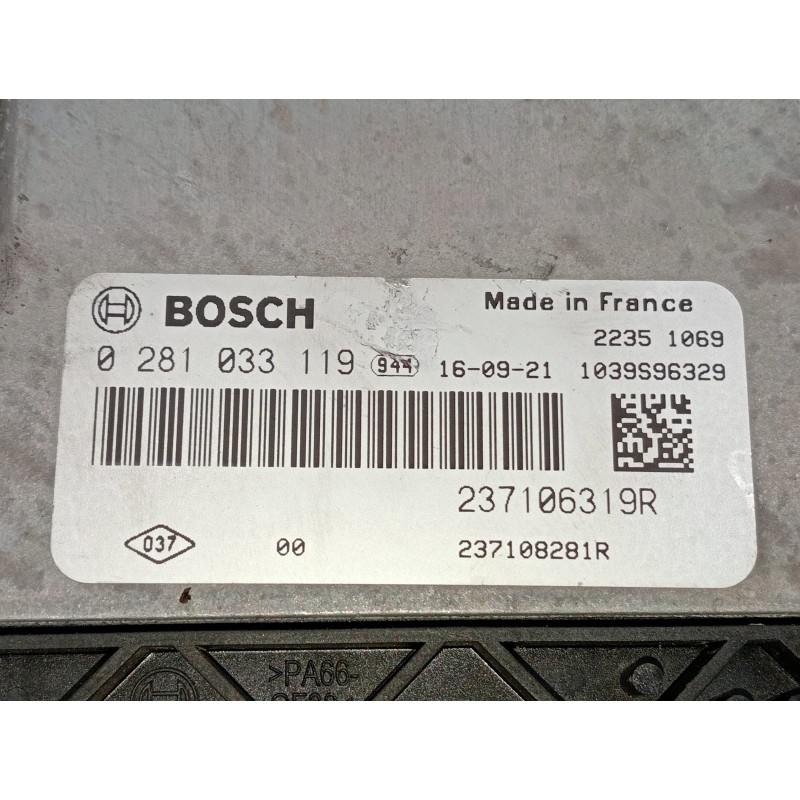 BOSCH Made in France
2235 1069
0 281 033 119 944 16-09-21 1039S96329
237106319R
037 00 237108281R
>PA66-